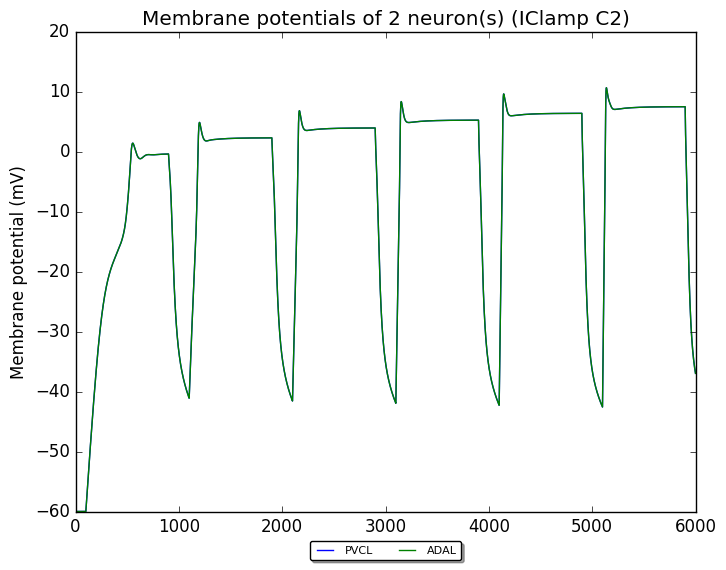 Membrane potentials of 2 neuron(s) (IClamp C2)
20
10
0
−10
−20
−30
−40
−50
−60
Membrane potential (mV)
0 1000 2000 3000 4000 5000 6000
PVCL ADAL